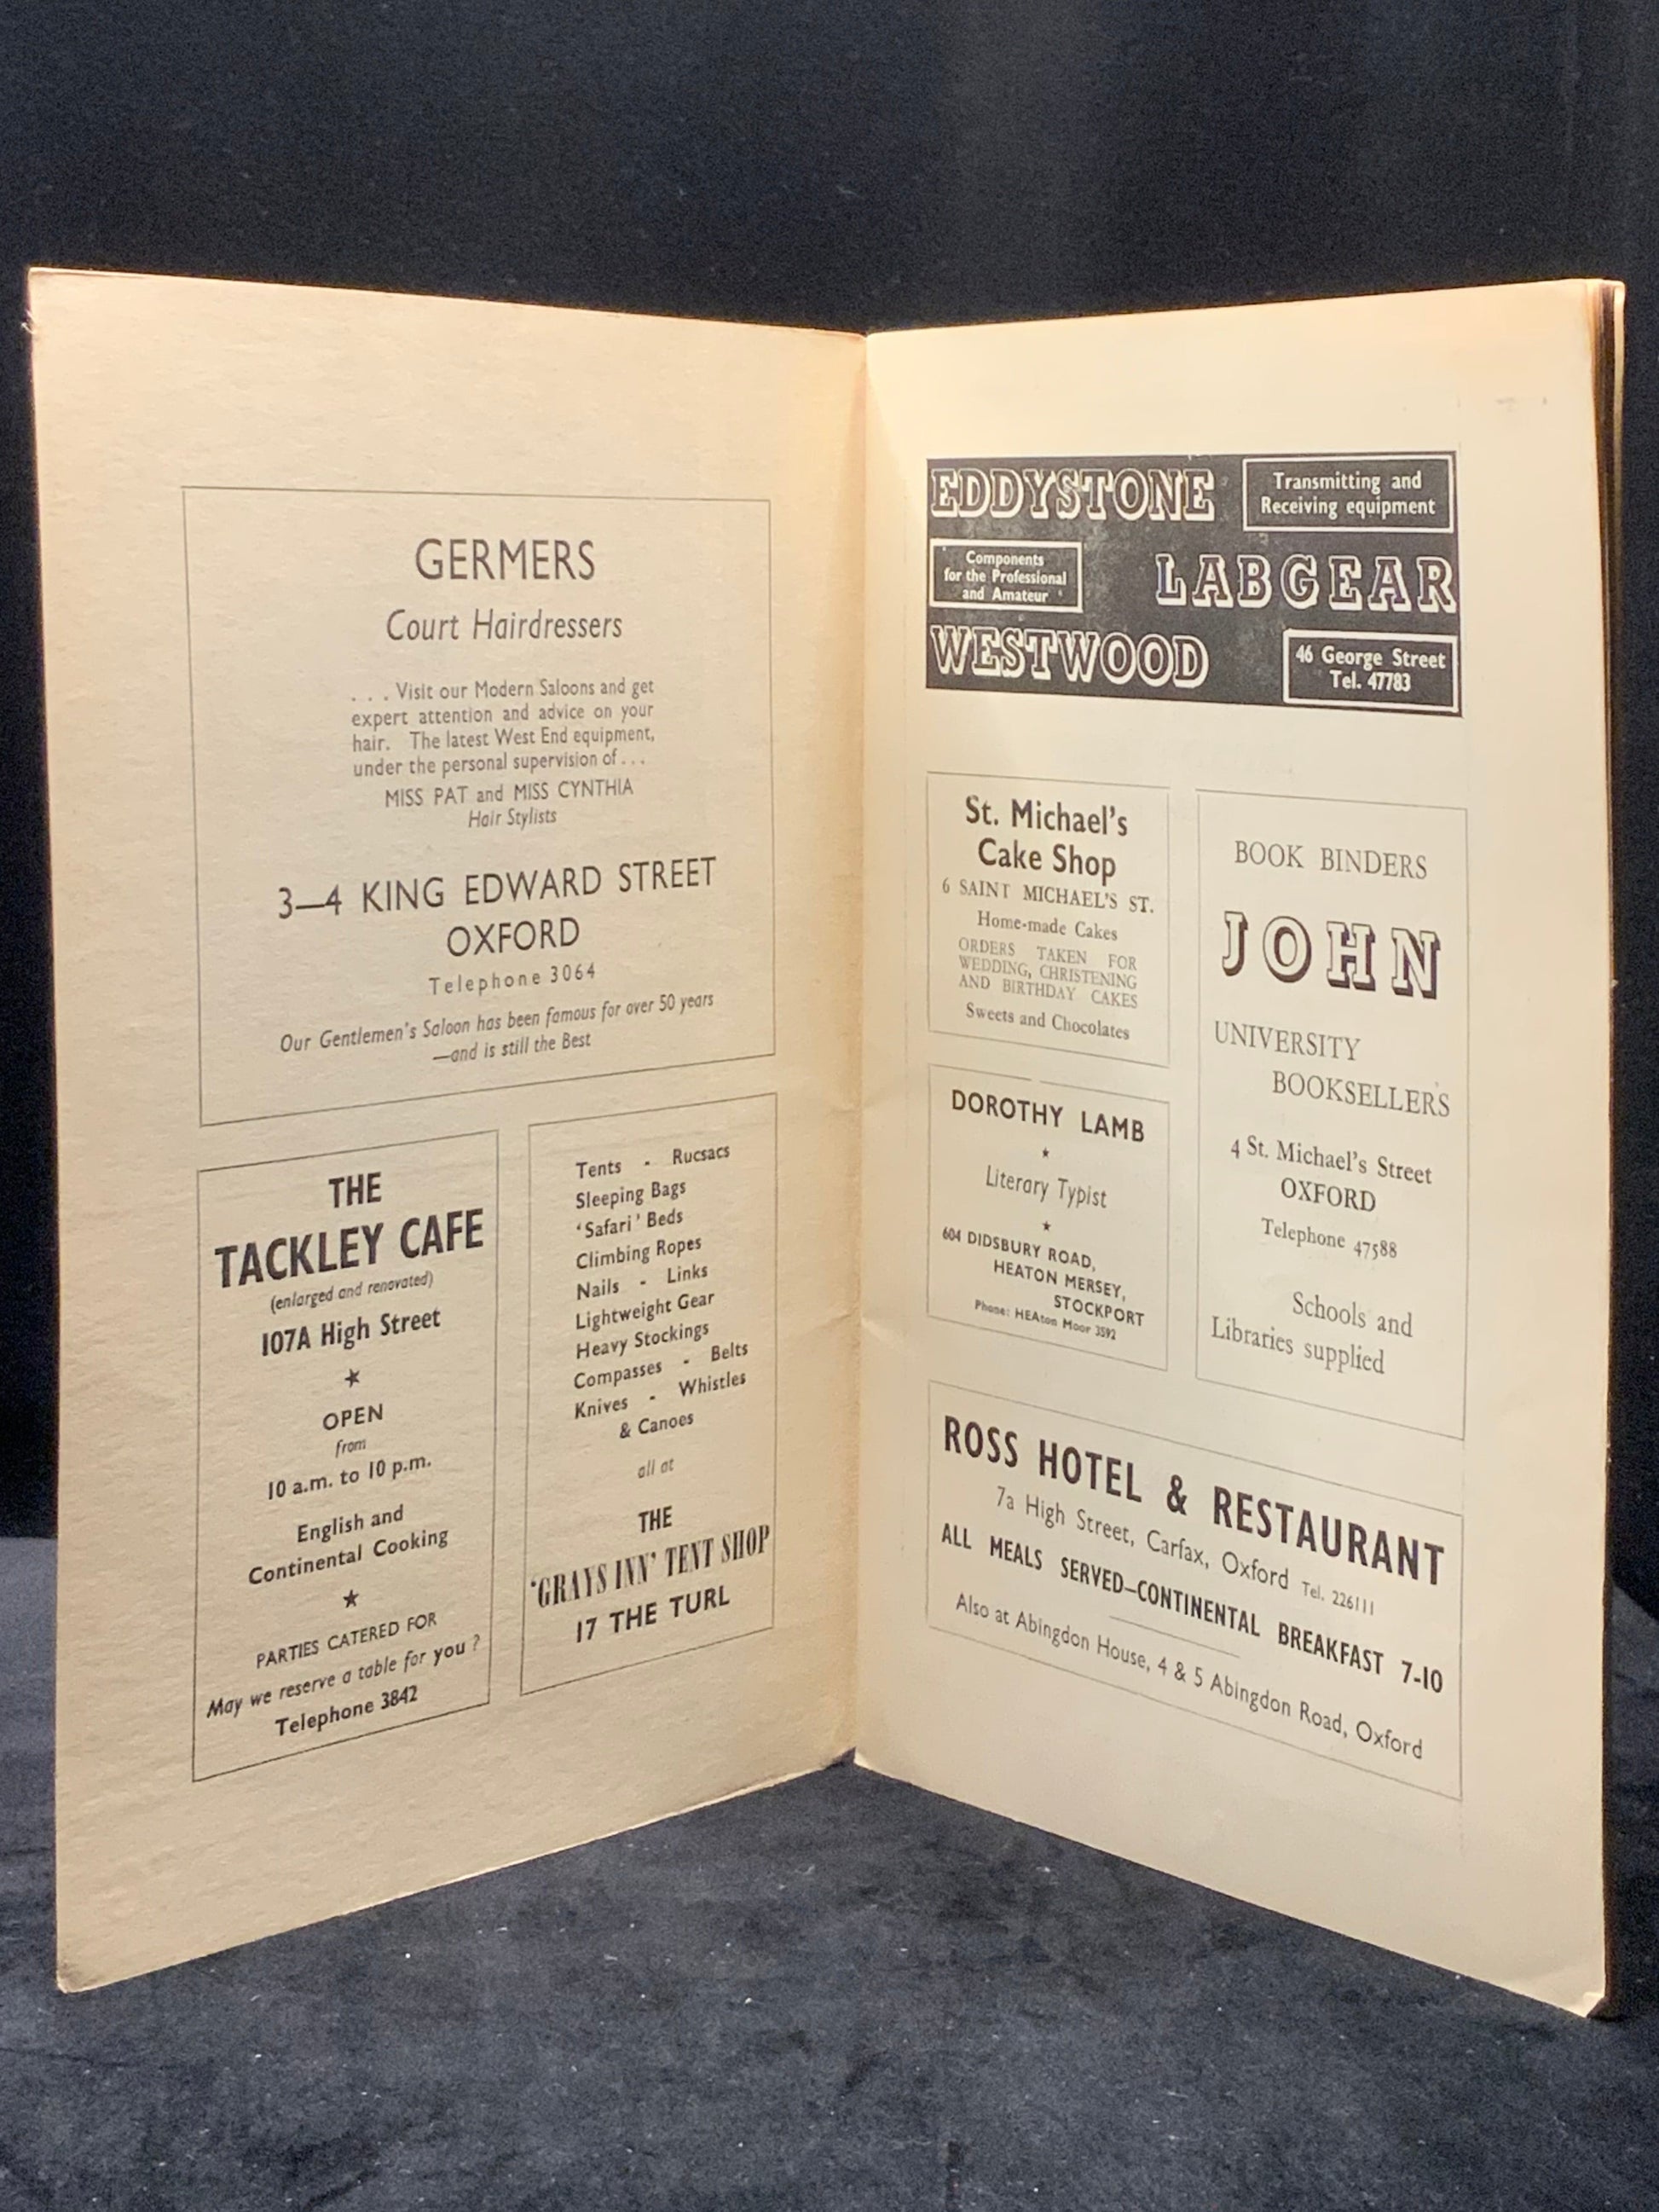 GERMERS
Court Hairdressers
. . . Visit our Modern Saloons and get
expert attention and advice on your
hair. The latest West End equipment,
under the personal supervision of . . .
MISS PAT and MISS CYNTHIA
Hair Stylists
3—4 KING EDWARD STREET
OXFORD
Telephone 3064
Our Gentlemen's Saloon has been famous for over 50 years
—and is still the Best
THE
TACKLEY CAFE
(enlarged and renovated)
107A High Street
★
OPEN
from
10 a.m. to 10 p.m.
English and
Continental Cooking
★
PARTIES CATERED FOR
May we reserve a table for you ?
Telephone 3842
Tents - Rucsacs
Sleeping Bags
'Safari' Beds
Climbing Ropes
Nails - Links
Lightweight Gear
Heavy Stockings
Compasses - Belts
Knives - Whistles
& Canoes
all at
THE
'GRAYS INN' TENT SHOP
17 THE TURL
EDDYSTONE
Transmitting and
Receiving equipment
Components
for the Professional
and Amateur
LABGEAR
WESTWOOD
46 George Street
Tel. 47783
St. Michael's
Cake Shop
6 SAINT MICHAEL'S ST.
Home-made Cakes
ORDERS TAKEN FOR
WEDDING, CHRISTENING
AND BIRTHDAY CAKES
Sweets and Chocolates
DOROTHY LAMB
★
Literary Typist
★
604 DIDSBURY ROAD,
HEATON MERSEY,
STOCKPORT
Phone: HEAton Moor 3592
BOOK BINDERS
JOHN
UNIVERSITY
BOOKSELLERS
4 St. Michael's Street
OXFORD
Telephone 47588
Schools and
Libraries supplied
ROSS HOTEL & RESTAURANT
7a High Street, Carfax, Oxford Tel. 226111
ALL MEALS SERVED—CONTINENTAL BREAKFAST 7-10
Also at Abingdon House, 4 & 5 Abingdon Road, Oxford